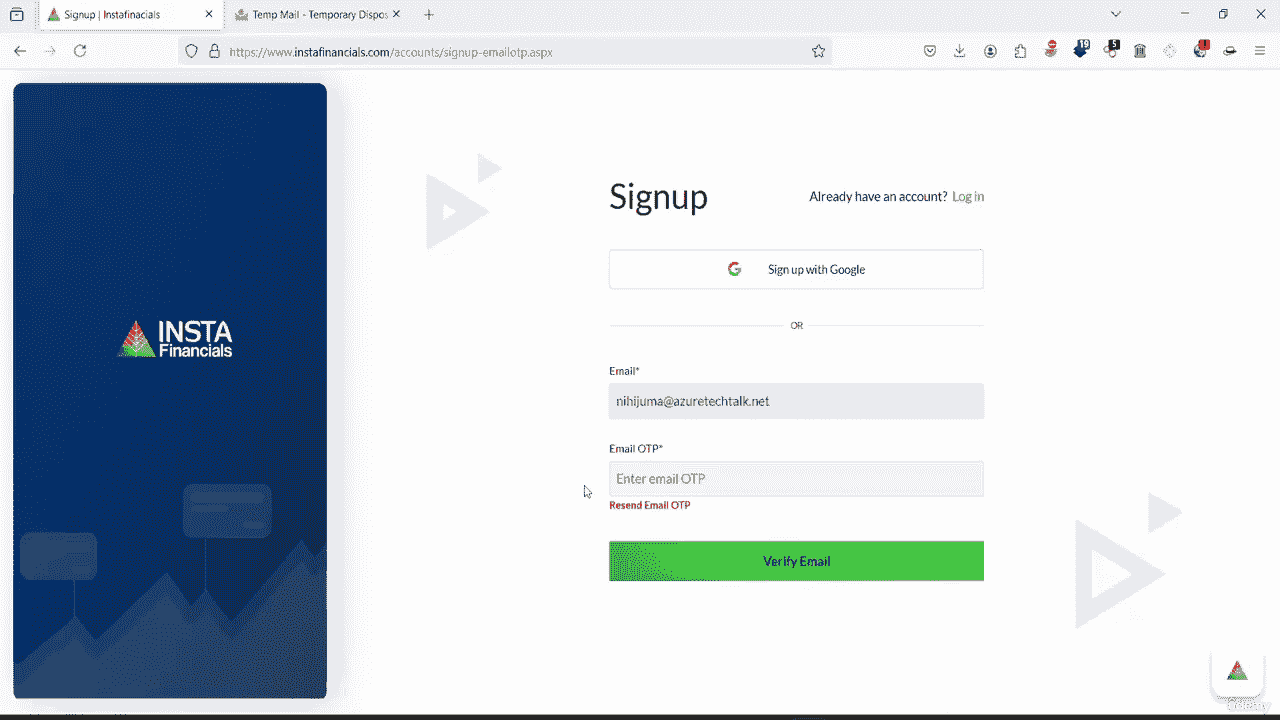 Signup | Instafinacials
Temp Mail - Temporary Dispos
https://www.instafinancials.com/accounts/signup-emailotp.aspx
19
5
INSTA
Financials
Signup
Already have an account? Log in
Sign up with Google
OR
Email*
nihijuma@azuretechtalk.net
Email OTP*
Enter email OTP
Resend Email OTP
Verify Email